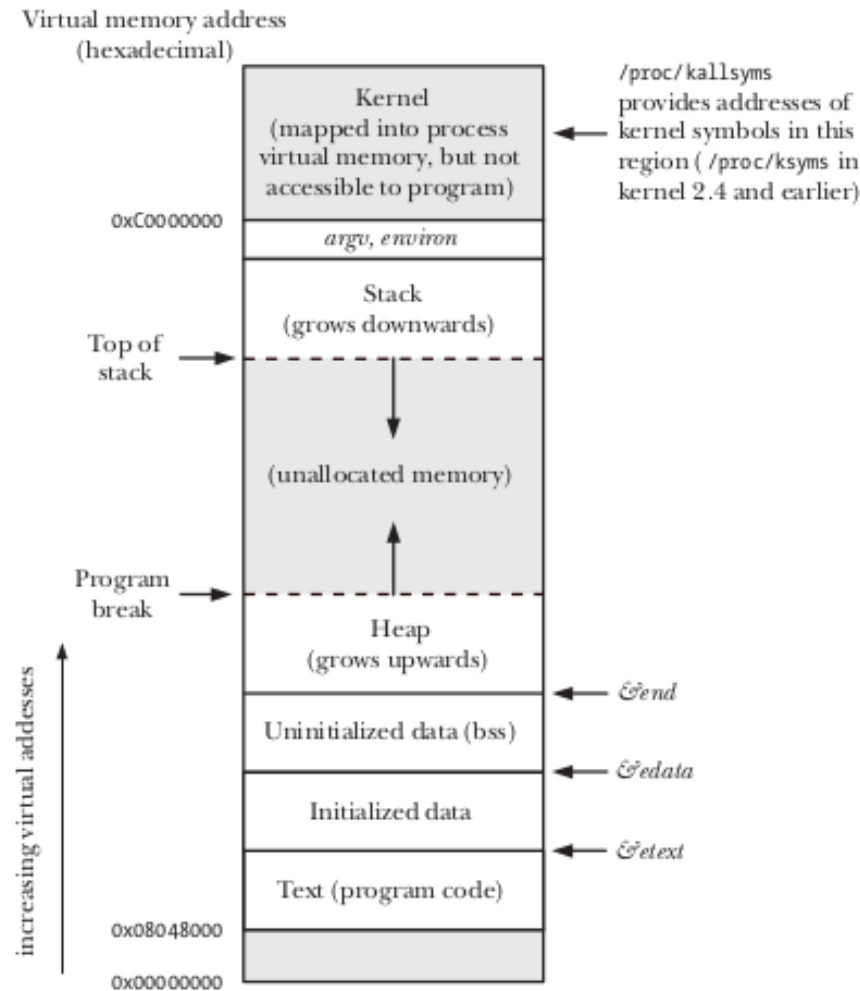 Virtual memory address
(hexadecimal)
/proc/kallsyms
provides addresses of
kernel symbols in this
region ( /proc/ksyms in
kernel 2.4 and earlier)
Kernel
(mapped into process
virtual memory, but not
accessible to program)
0xC0000000
argv, environ
Stack
(grows downwards)
Top of
stack
(unallocated memory)
Program
break
Heap
(grows upwards)
&end
Uninitialized data (bss)
&edata
Initialized data
&etext
Text (program code)
0x08048000
0x00000000
increasing virtual addesses